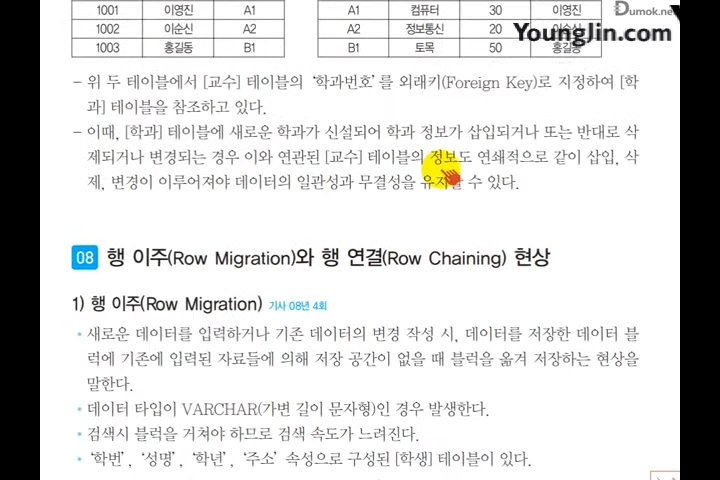 1001 이영진 A1 A1 컴퓨터 30 이영진
1002 이순신 A2 A2 정보통신 20 이순신
1003 홍길동 B1 B1 토목 50 홍길동
Dumok.net
YoungJin.com
- 위 두 테이블에서 [교수] 테이블의 ‘학과번호’를 외래키(Foreign Key)로 지정하여 [학
과] 테이블을 참조하고 있다.
- 이때, [학과] 테이블에 새로운 학과가 신설되어 학과 정보가 삽입되거나 또는 반대로 삭
제되거나 변경되는 경우 이와 연관된 [교수] 테이블의 정보도 연쇄적으로 같이 삽입, 삭
제, 변경이 이루어져야 데이터의 일관성과 무결성을 유지할 수 있다.
08 행 이주(Row Migration)와 행 연결(Row Chaining) 현상
1) 행 이주(Row Migration) 기사 08년 4회
• 새로운 데이터를 입력하거나 기존 데이터의 변경 작성 시, 데이터를 저장한 데이터 블
럭에 기존에 입력된 자료들에 의해 저장 공간이 없을 때 블럭을 옮겨 저장하는 현상을
말한다.
• 데이터 타입이 VARCHAR(가변 길이 문자형)인 경우 발생한다.
• 검색시 블럭을 거쳐야 하므로 검색 속도가 느려진다.
• ‘학번’, ‘성명’, ‘학년’, ‘주소’ 속성으로 구성된 [학생] 테이블이 있다.